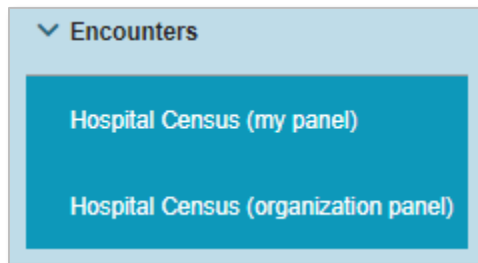 Encounters
Hospital Census (my panel)
Hospital Census (organization panel)